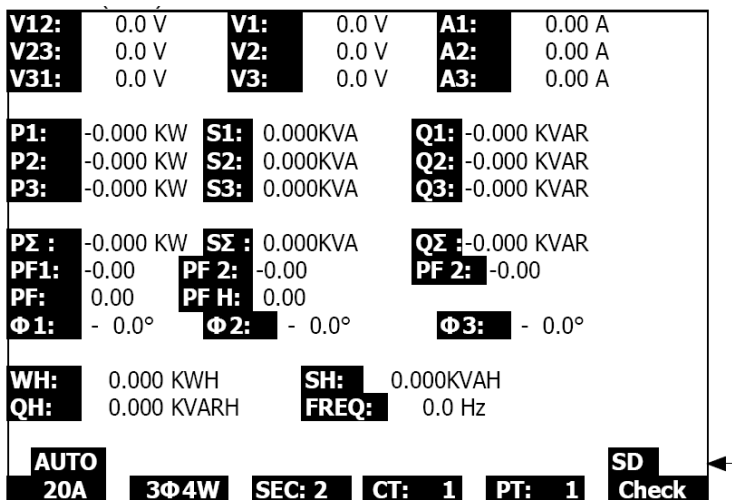 V12: 0.0 V V1: 0.0 V A1: 0.00 A
V23: 0.0 V V2: 0.0 V A2: 0.00 A
V31: 0.0 V V3: 0.0 V A3: 0.00 A
P1: -0.000 KW S1: 0.000KVA Q1: -0.000 KVAR
P2: -0.000 KW S2: 0.000KVA Q2: -0.000 KVAR
P3: -0.000 KW S3: 0.000KVA Q3: -0.000 KVAR
PΣ : -0.000 KW SΣ : 0.000KVA QΣ :-0.000 KVAR
PF1: -0.00 PF 2: -0.00 PF 2: -0.00
PF: 0.00 PF H: 0.00
Φ1: - 0.0° Φ2: - 0.0° Φ3: - 0.0°
WH: 0.000 KWH SH: 0.000KVAH
QH: 0.000 KVARH FREQ: 0.0 Hz
AUTO SD
20A 3Φ4W SEC: 2 CT: 1 PT: 1 Check